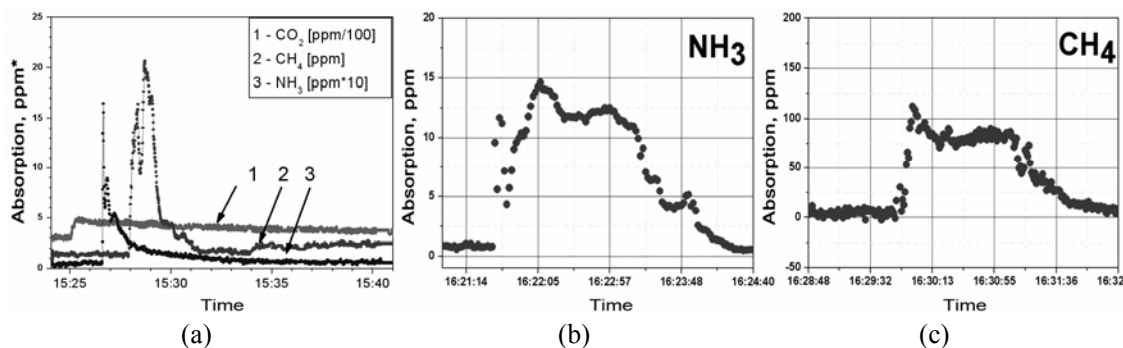 25
20
15
10
5
0
Absorption, ppm*
1 - CO₂ [ppm/100]
2 - CH₄ [ppm]
3 - NH₃ [ppm*10]
1 2 3
15:25 15:30 15:35 15:40
Time
(a)
20
15
10
5
0
Absorption, ppm
NH₃
16:21:14 16:22:05 16:22:57 16:23:48 16:24:40
Time
(b)
200
150
100
75
50
0
-50
Absorption, ppm
CH₄
16:28:48 16:29:32 16:30:13 16:30:55 16:31:36 16:32
Time
(c)